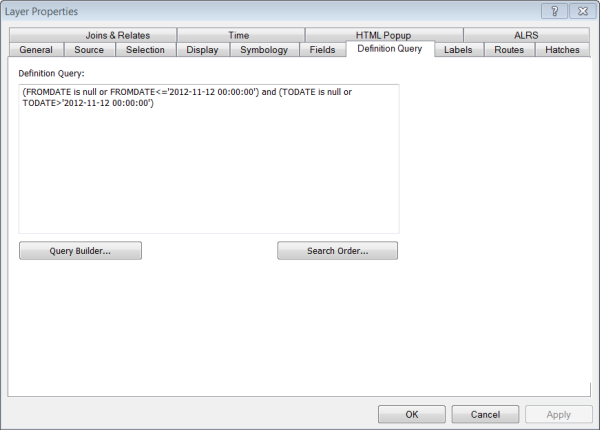 Layer Properties
Joins & Relates Time HTML Popup ALRS
General Source Selection Display Symbology Fields Definition Query Labels Routes Hatches
Definition Query:
(FROMDATE is null or FROMDATE<='2012-11-12 00:00:00') and (TODATE is null or
TODATE>'2012-11-12 00:00:00')
Query Builder... Search Order...
OK Cancel Apply